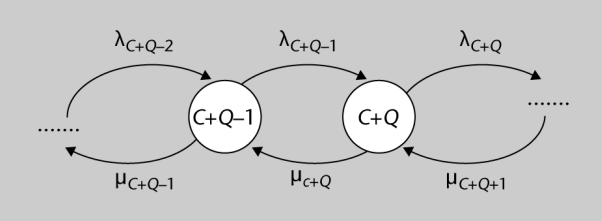 λC+Q–2 λC+Q–1 λC+Q
C+Q–1 C+Q
....... .......
μC+Q–1 μc+Q μC+Q+1